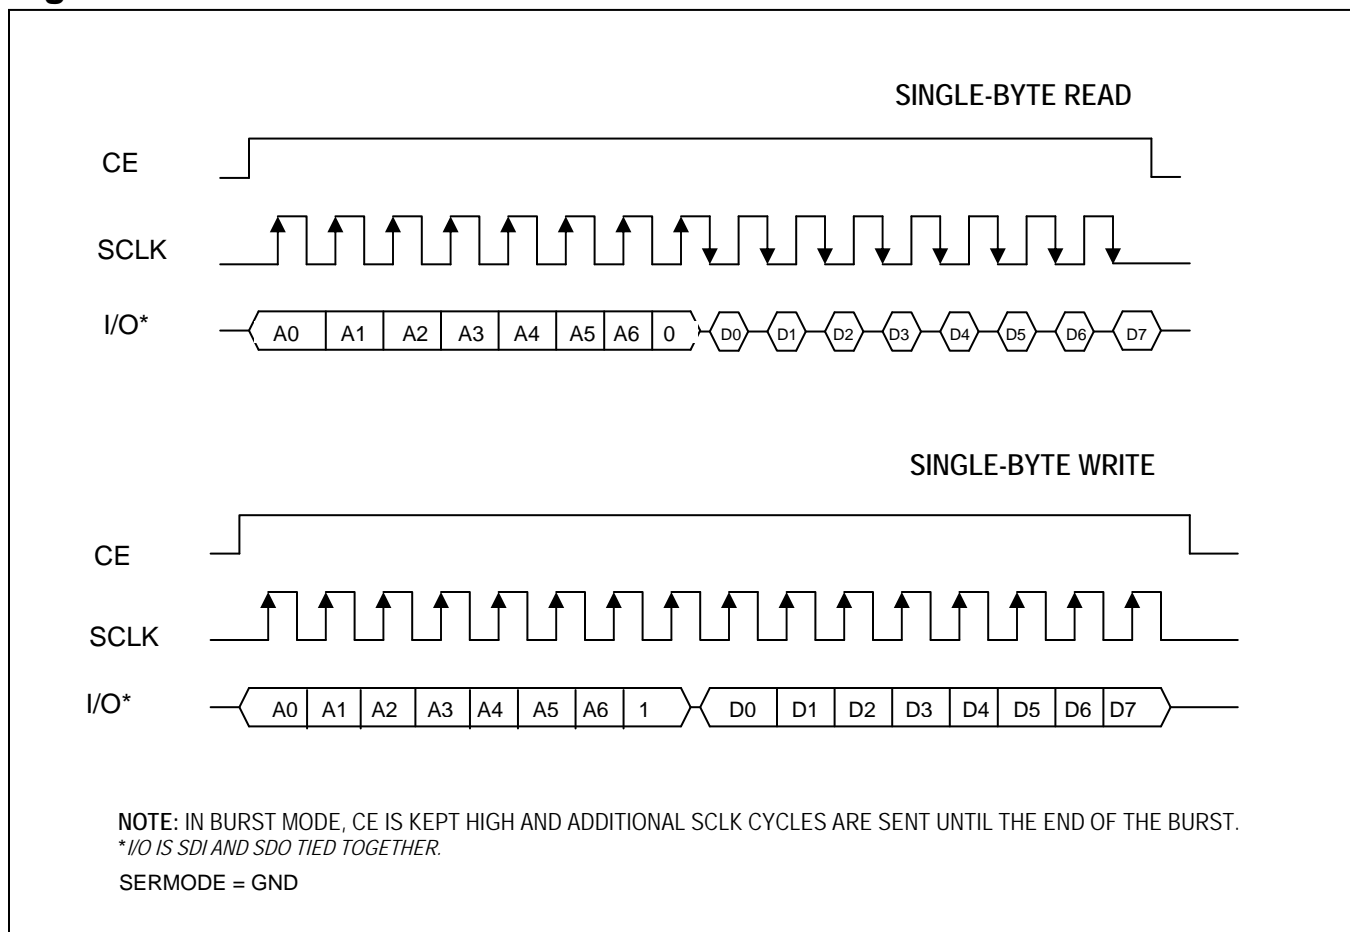 SINGLE-BYTE READ
CE
SCLK
I/O*
A0 A1 A2 A3 A4 A5 A6 0 D0 D1 D2 D3 D4 D5 D6 D7
SINGLE-BYTE WRITE
CE
SCLK
I/O*
A0 A1 A2 A3 A4 A5 A6 1 D0 D1 D2 D3 D4 D5 D6 D7
NOTE: IN BURST MODE, CE IS KEPT HIGH AND ADDITIONAL SCLK CYCLES ARE SENT UNTIL THE END OF THE BURST.
*I/O IS SDI AND SDO TIED TOGETHER.
SERMODE = GND